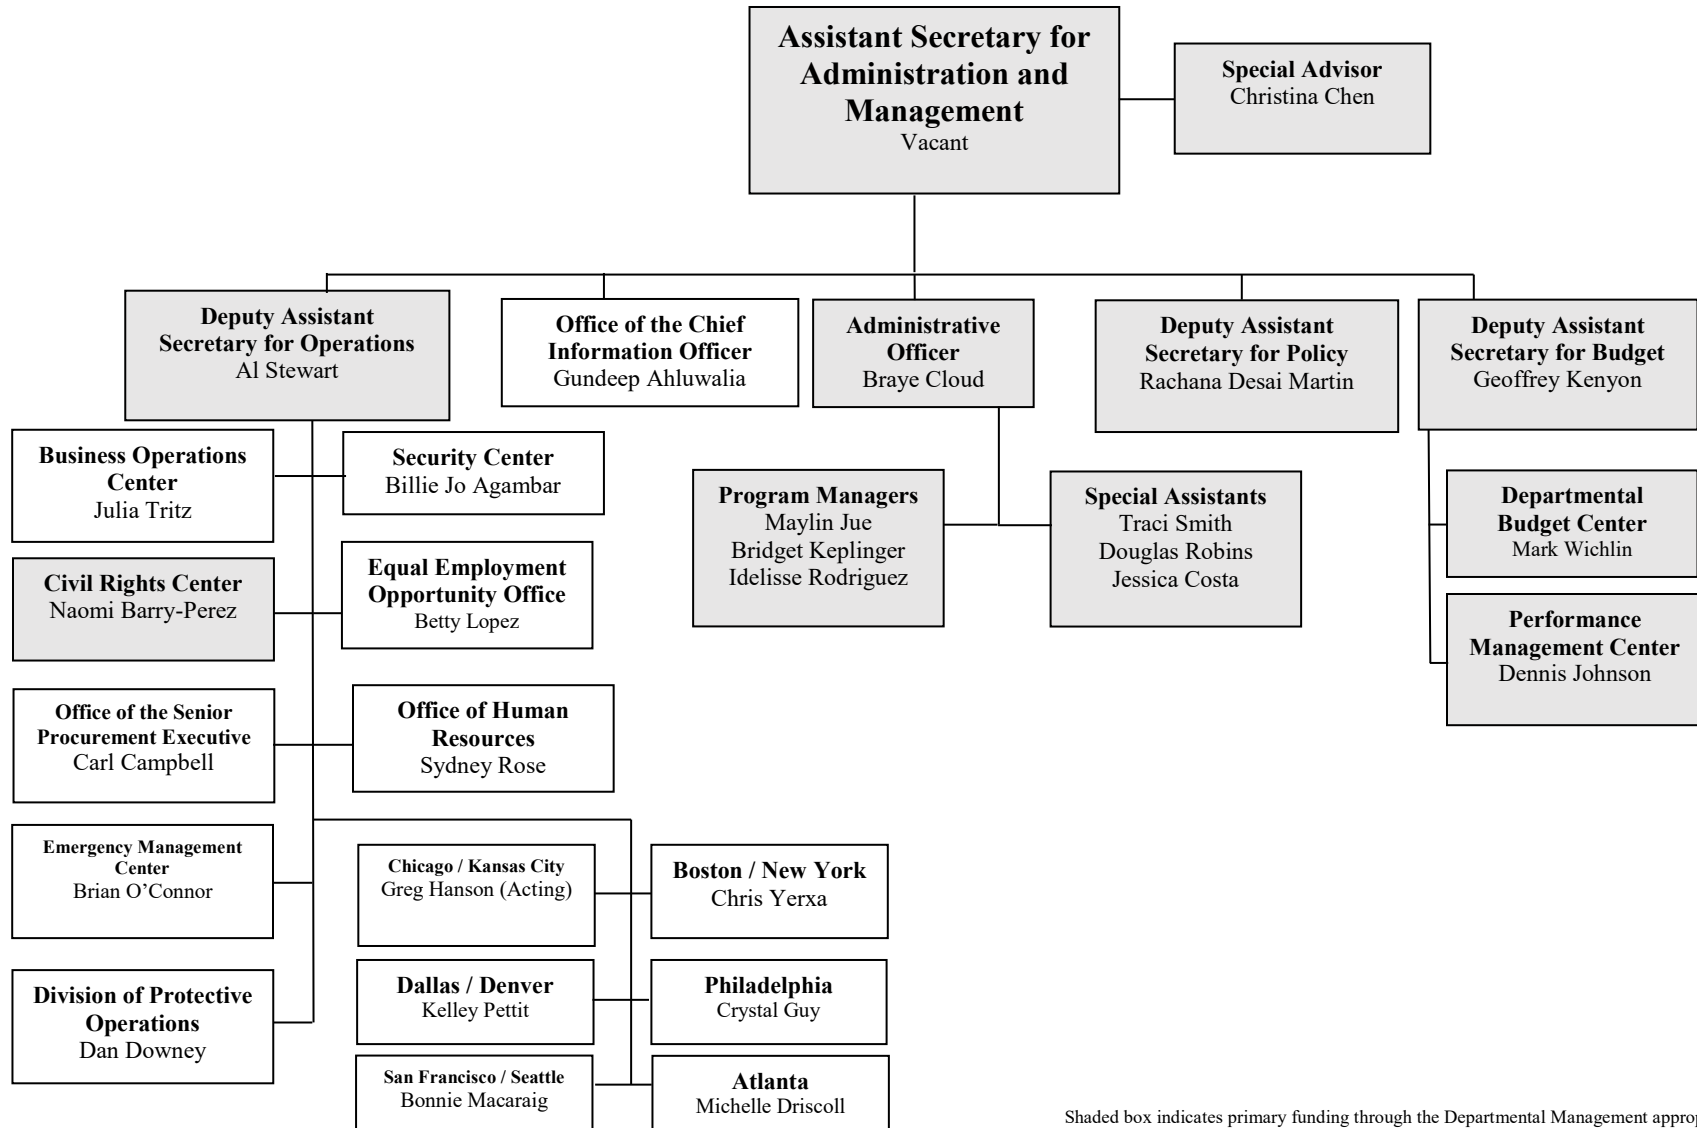 Assistant Secretary for
Administration and
Management
Vacant
Special Advisor
Christina Chen
Deputy Assistant
Secretary for Operations
Al Stewart
Office of the Chief
Information Officer
Gundeep Ahluwalia
Administrative
Officer
Braye Cloud
Deputy Assistant
Secretary for Policy
Rachana Desai Martin
Deputy Assistant
Secretary for Budget
Geoffrey Kenyon
Business Operations
Center
Julia Tritz
Security Center
Billie Jo Agambar
Program Managers
Maylin Jue
Bridget Keplinger
Idelisse Rodriguez
Special Assistants
Traci Smith
Douglas Robins
Jessica Costa
Departmental
Budget Center
Mark Wichlin
Civil Rights Center
Naomi Barry-Perez
Equal Employment
Opportunity Office
Betty Lopez
Performance
Management Center
Dennis Johnson
Office of the Senior
Procurement Executive
Carl Campbell
Office of Human
Resources
Sydney Rose
Emergency Management
Center
Brian O’Connor
Chicago / Kansas City
Greg Hanson (Acting)
Boston / New York
Chris Yerxa
Division of Protective
Operations
Dan Downey
Dallas / Denver
Kelley Pettit
Philadelphia
Crystal Guy
San Francisco / Seattle
Bonnie Macaraig
Atlanta
Michelle Driscoll
Shaded box indicates primary funding through the Departmental Management